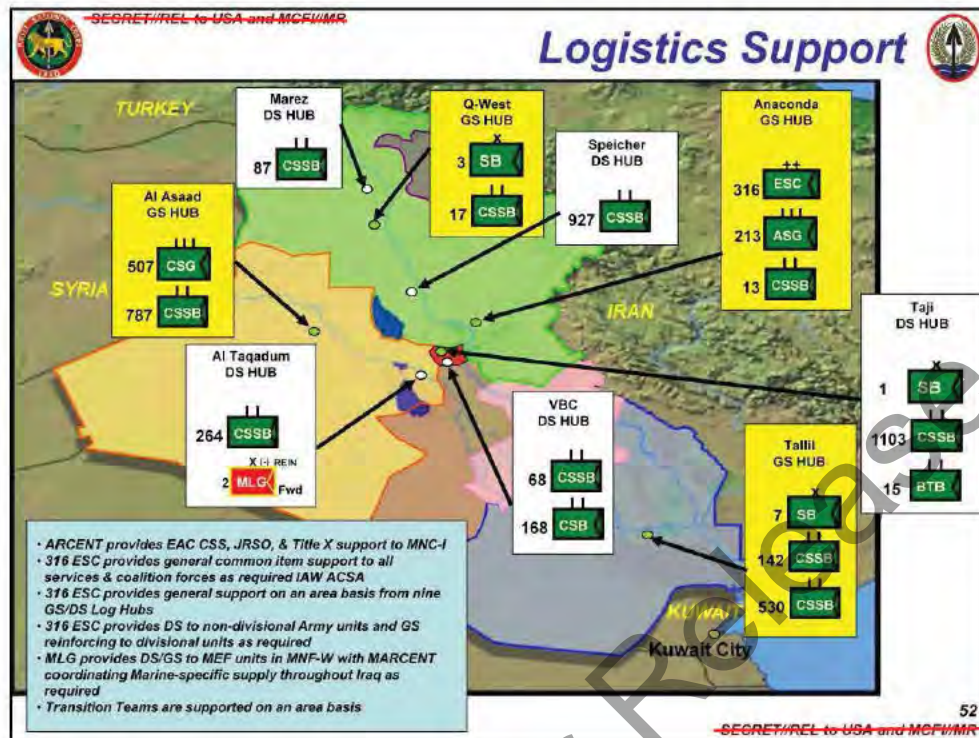 SECRET//REL to USA and MCFI//MR
Logistics Support
TURKEY
SYRIA
IRAN
KUWAIT
Kuwait City
Marez
DS HUB
87 CSSB
Q-West
GS HUB
X
3 SB
17 CSSB
Speicher
DS HUB
927 CSSB
Anaconda
GS HUB
++
316 ESC
213 ASG
13 CSSB
Al Asaad
GS HUB
507 CSG
787 CSSB
Al Taqadum
DS HUB
264 CSSB
X (-) REIN
2 MLG Fwd
VBC
DS HUB
68 CSSB
168 CSB
Taji
DS HUB
X
1 SB
1103 CSSB
15 BTB
Tallil
GS HUB
X
7 SB
142 CSSB
530 CSSB
• ARCENT provides EAC CSS, JRSO, & Title X support to MNC-I
• 316 ESC provides general common item support to all
services & coalition forces as required IAW ACSA
• 316 ESC provides general support on an area basis from nine
GS/DS Log Hubs
• 316 ESC provides DS to non-divisional Army units and GS
reinforcing to divisional units as required
• MLG provides DS/GS to MEF units in MNF-W with MARCENT
coordinating Marine-specific supply throughout Iraq as
required
• Transition Teams are supported on an area basis
Release
52
SECRET//REL to USA and MCFI//MR